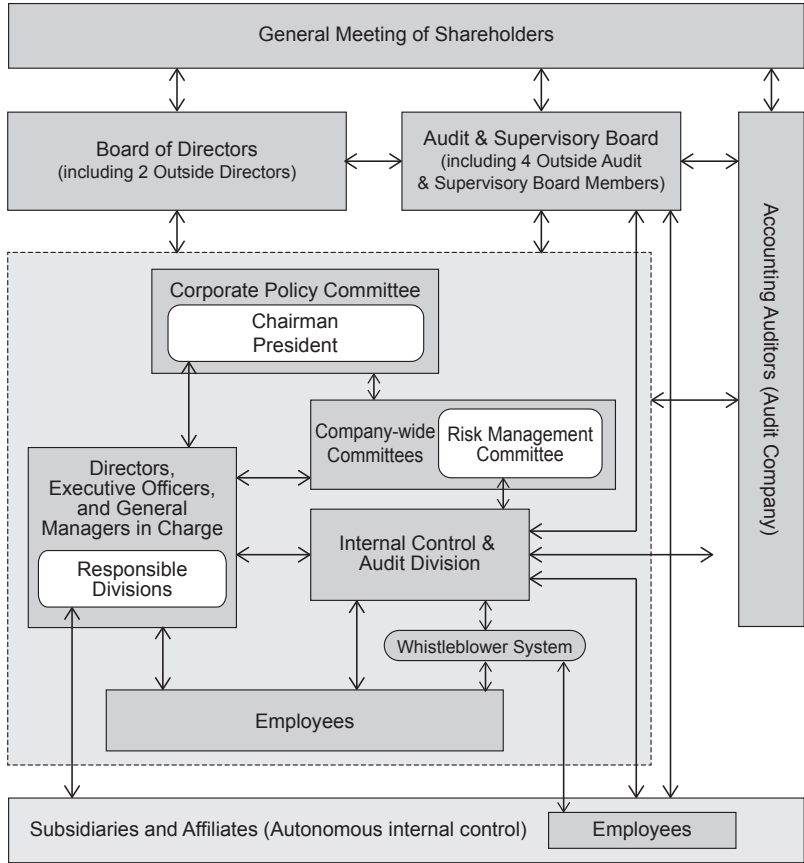 General Meeting of Shareholders
Board of Directors
(including 2 Outside Directors)
Audit & Supervisory Board
(including 4 Outside Audit
& Supervisory Board Members)
Accounting Auditors (Audit Company)
Corporate Policy Committee
Chairman
President
Company-wide
Committees
Risk Management
Committee
Directors,
Executive Officers,
and General
Managers in Charge
Responsible
Divisions
Internal Control &
Audit Division
Whistleblower System
Employees
Subsidiaries and Affiliates (Autonomous internal control)
Employees